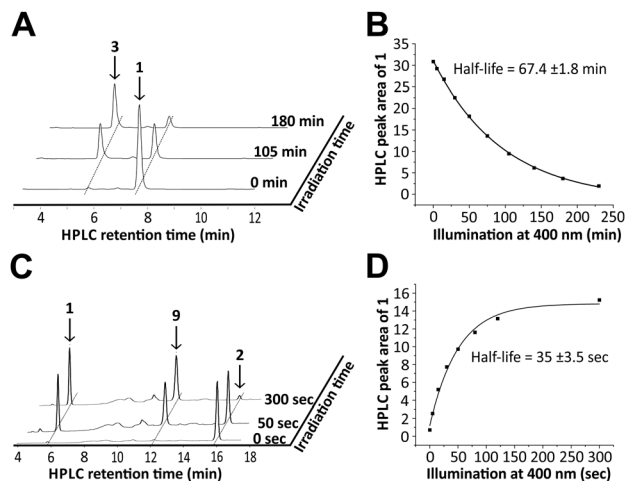 A
3
1
180 min
105 min
0 min
4 6 8 10 12
HPLC retention time (min)
Irradiation time
B
HPLC peak area of 1
35
30
25
20
15
10
5
0
Half-life = 67.4 ±1.8 min
0 50 100 150 200 250
Illumination at 400 nm (min)
C
1
9
2
300 sec
50 sec
0 sec
4 6 8 10 12 14 16 18
HPLC retention time (min)
Irradiation time
D
HPLC peak area of 1
16
14
12
10
8
6
4
2
0
Half-life = 35 ±3.5 sec
0 50 100 150 200 250 300
Illumination at 400 nm (sec)